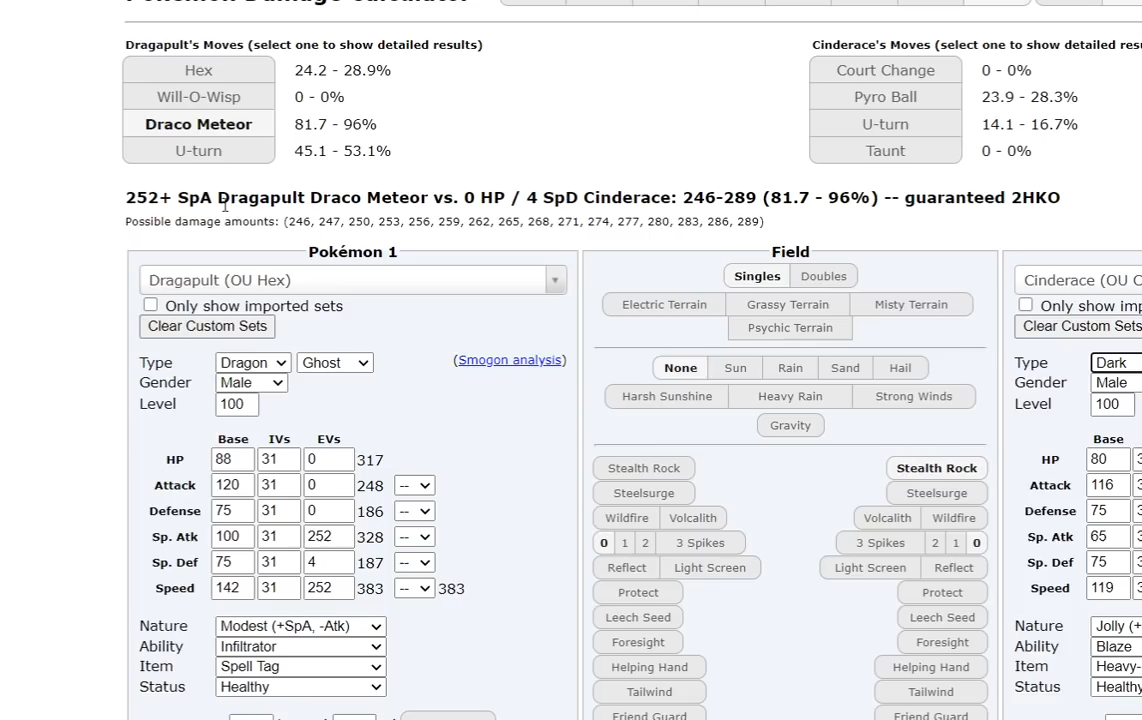 Pokémon Damage Calculator
Dragapult's Moves (select one to show detailed results)
Cinderace's Moves (select one to show detailed resu
Hex 24.2 - 28.9%
Court Change 0 - 0%
Will-O-Wisp 0 - 0%
Pyro Ball 23.9 - 28.3%
Draco Meteor 81.7 - 96%
U-turn 14.1 - 16.7%
U-turn 45.1 - 53.1%
Taunt 0 - 0%
252+ SpA Dragapult Draco Meteor vs. 0 HP / 4 SpD Cinderace: 246-289 (81.7 - 96%) -- guaranteed 2HKO
Possible damage amounts: (246, 247, 250, 253, 256, 259, 262, 265, 268, 271, 274, 277, 280, 283, 286, 289)
Pokémon 1
Dragapult (OU Hex)
Only show imported sets
Clear Custom Sets
Type Dragon Ghost (Smogon analysis)
Gender Male
Level 100
Base IVs EVs
HP 88 31 0 317
Attack 120 31 0 248 --
Defense 75 31 0 186 --
Sp. Atk 100 31 252 328 --
Sp. Def 75 31 4 187 --
Speed 142 31 252 383 -- 383
Nature Modest (+SpA, -Atk)
Ability Infiltrator
Item Spell Tag
Status Healthy
Field
Singles Doubles
Electric Terrain Grassy Terrain Misty Terrain
Psychic Terrain
None Sun Rain Sand Hail
Harsh Sunshine Heavy Rain Strong Winds
Gravity
Stealth Rock Stealth Rock
Steelsurge Steelsurge
Wildfire Volcalith Volcalith Wildfire
0 1 2 3 Spikes 3 Spikes 2 1 0
Reflect Light Screen Light Screen Reflect
Protect Protect
Leech Seed Leech Seed
Foresight Foresight
Helping Hand Helping Hand
Tailwind Tailwind
Friend Guard Friend Guard
Cinderace (OU C
Only show imp
Clear Custom Sets
Type Dark
Gender Male
Level 100
Base
HP 80 3
Attack 116 3
Defense 75 3
Sp. Atk 65 3
Sp. Def 75 3
Speed 119 3
Nature Jolly (+
Ability Blaze
Item Heavy-
Status Healthy